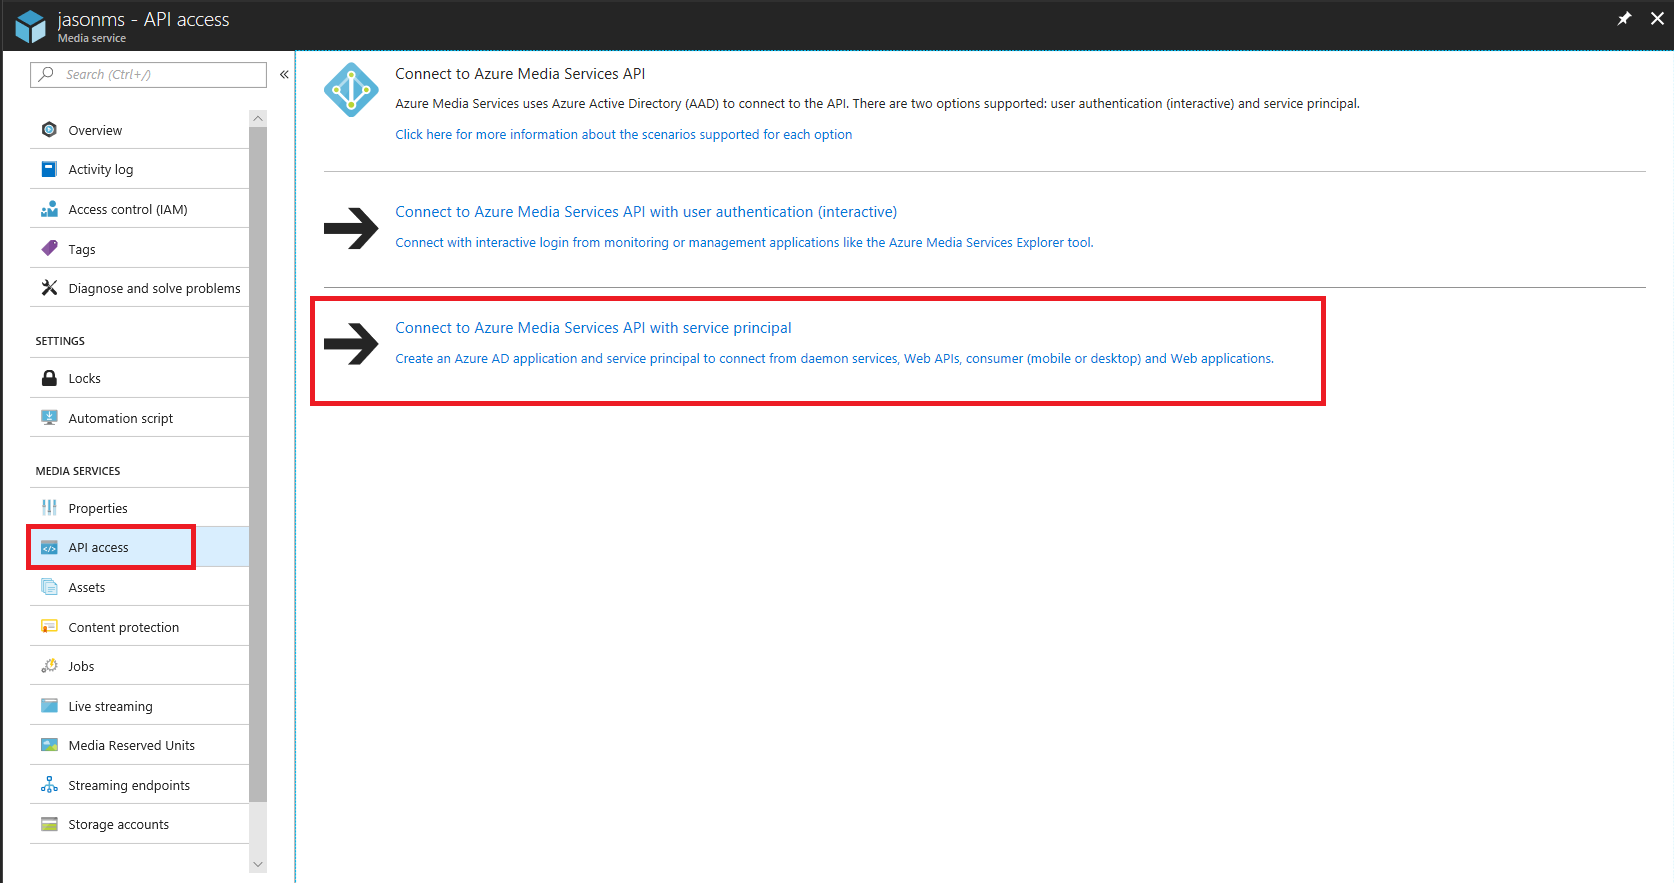 jasonms - API access
Media service
Search (Ctrl+/)
«
Overview
Activity log
Access control (IAM)
Tags
Diagnose and solve problems
SETTINGS
Locks
Automation script
MEDIA SERVICES
Properties
API access
Assets
Content protection
Jobs
Live streaming
Media Reserved Units
Streaming endpoints
Storage accounts
Connect to Azure Media Services API
Azure Media Services uses Azure Active Directory (AAD) to connect to the API. There are two options supported: user authentication (interactive) and service principal.
Click here for more information about the scenarios supported for each option
Connect to Azure Media Services API with user authentication (interactive)
Connect with interactive login from monitoring or management applications like the Azure Media Services Explorer tool.
Connect to Azure Media Services API with service principal
Create an Azure AD application and service principal to connect from daemon services, Web APIs, consumer (mobile or desktop) and Web applications.